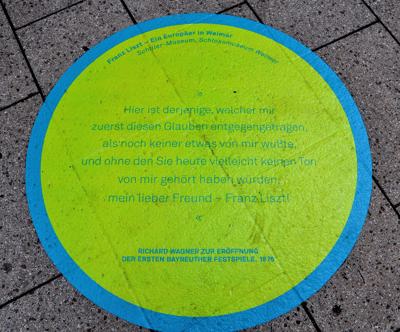 Franz Liszt – Ein Europäer in Weimar
Schiller-Museum, Schlossmuseum Weimar
»
Hier ist derjenige, welcher mir
zuerst diesen Glauben entgegengetragen,
als noch keiner etwas von mir wußte,
und ohne den Sie heute vielleicht keinen Ton
von mir gehört haben würden,
mein lieber Freund – Franz Liszt!
«
RICHARD WAGNER ZUR ERÖFFNUNG
DER ERSTEN BAYREUTHER FESTSPIELE, 1876